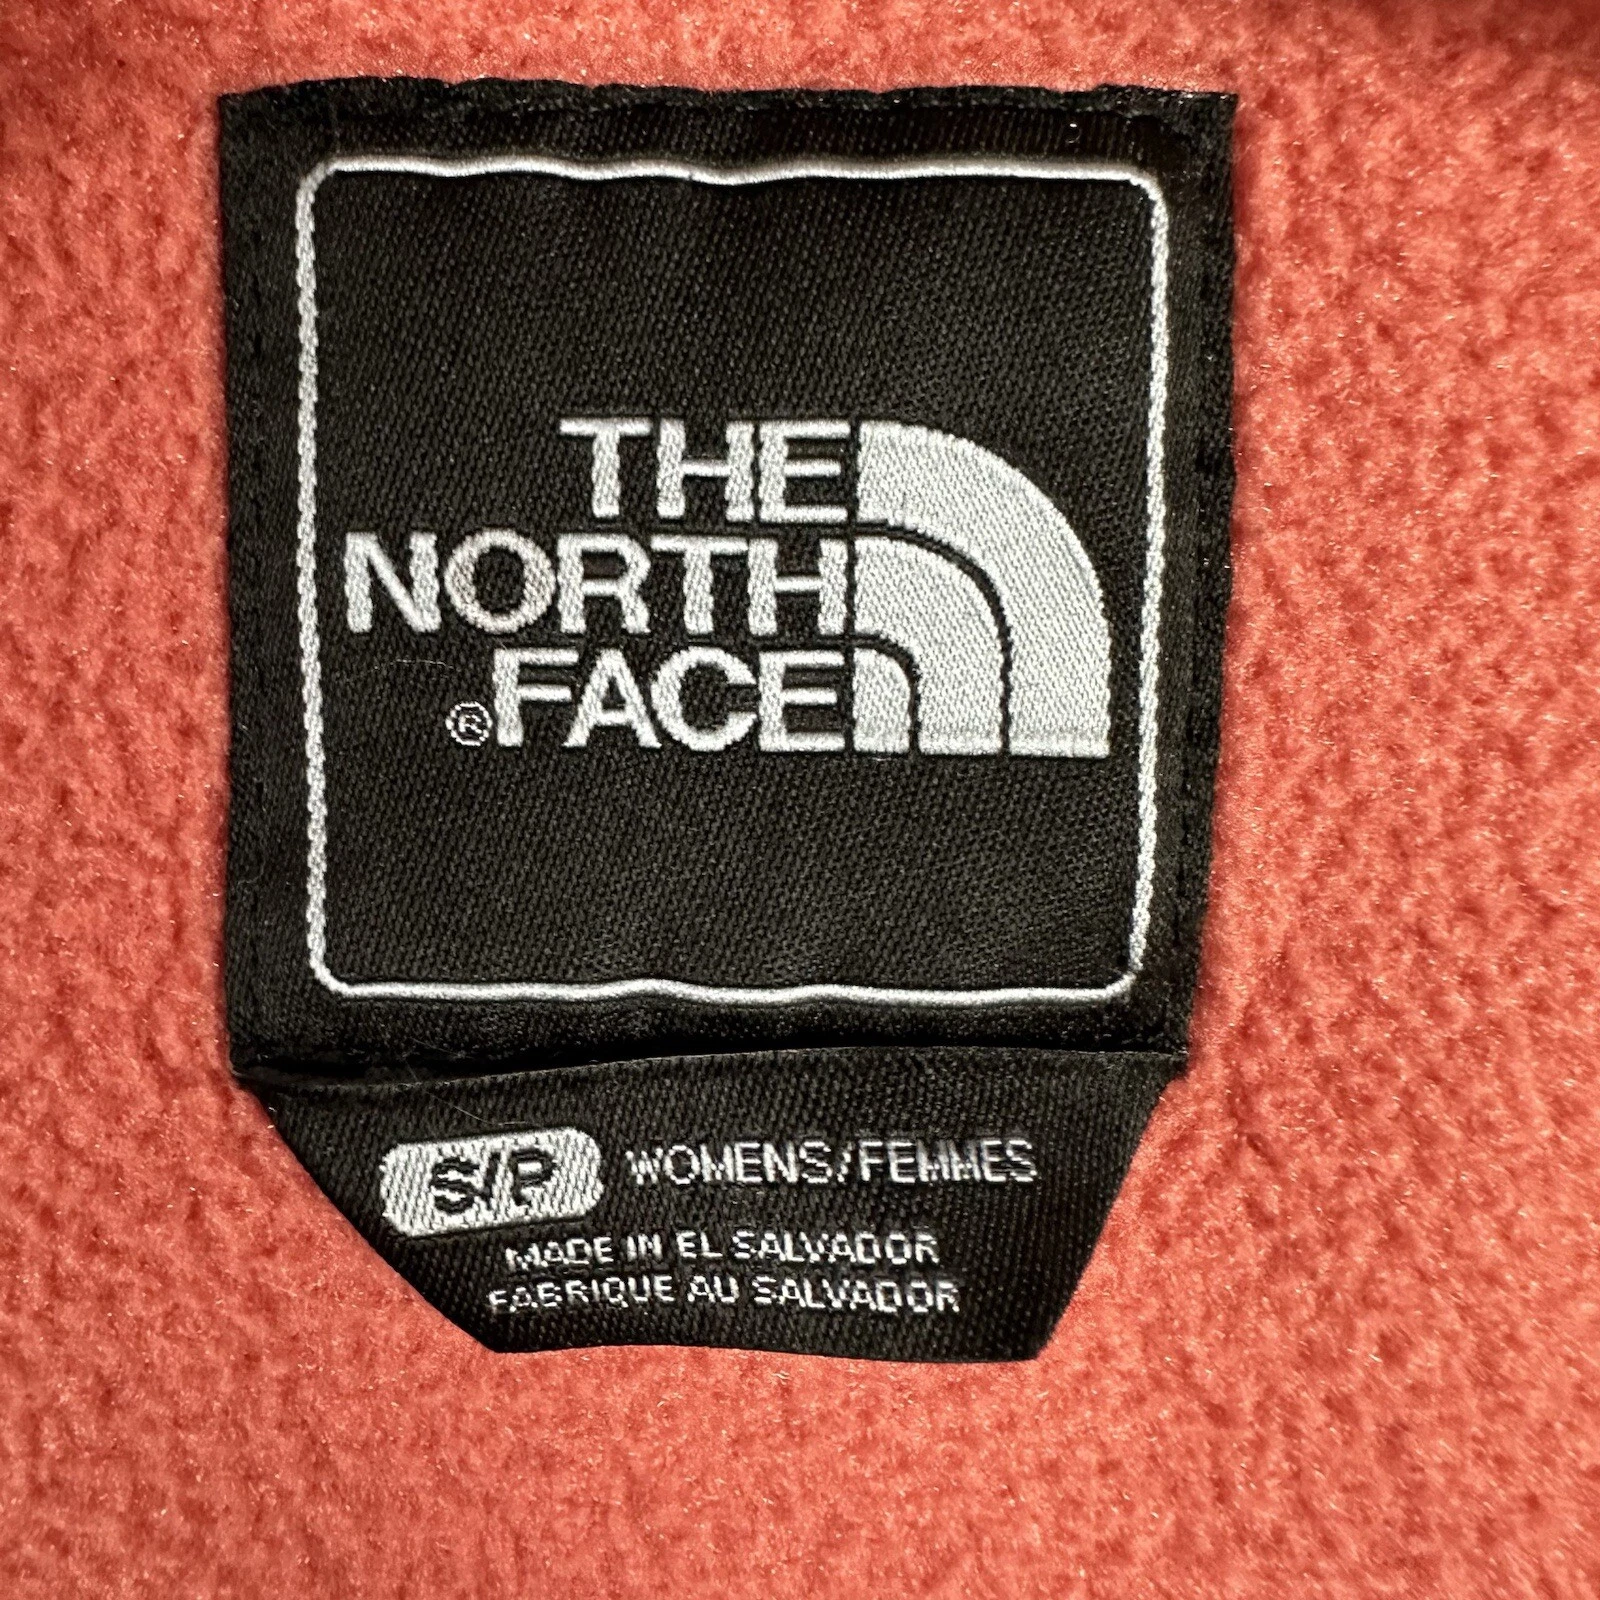 THE
NORTH
®FACE
S/P WOMENS/FEMMES
MADE IN EL SALVADOR
FABRIQUE AU SALVADOR